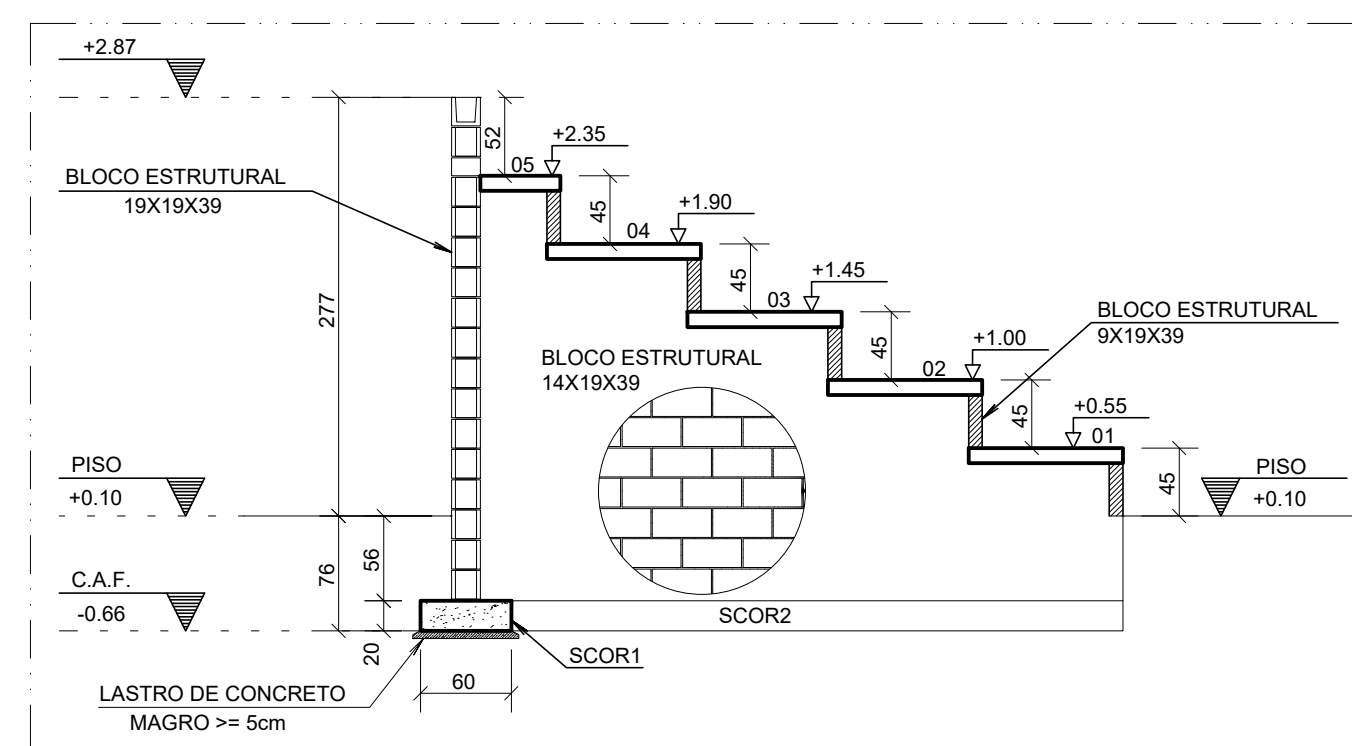 +2.87
52
+2.35
05
BLOCO ESTRUTURAL
19X19X39
45
+1.90
04
277
45
+1.45
03
BLOCO ESTRUTURAL
9X19X39
BLOCO ESTRUTURAL
14X19X39
45
+1.00
02
45
+0.55
01
PISO
+0.10
45
PISO
+0.10
76
56
C.A.F.
-0.66
SCOR2
20
SCOR1
60
LASTRO DE CONCRETO
MAGRO >= 5cm